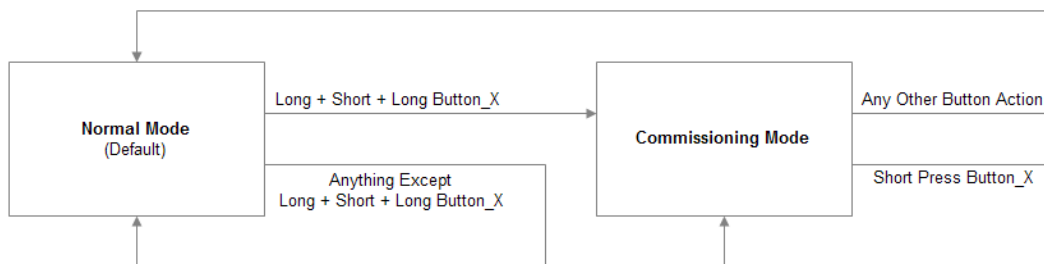 Long + Short + Long Button_X
Any Other Button Action
Normal Mode
(Default)
Commissioning Mode
Anything Except
Long + Short + Long Button_X
Short Press Button_X